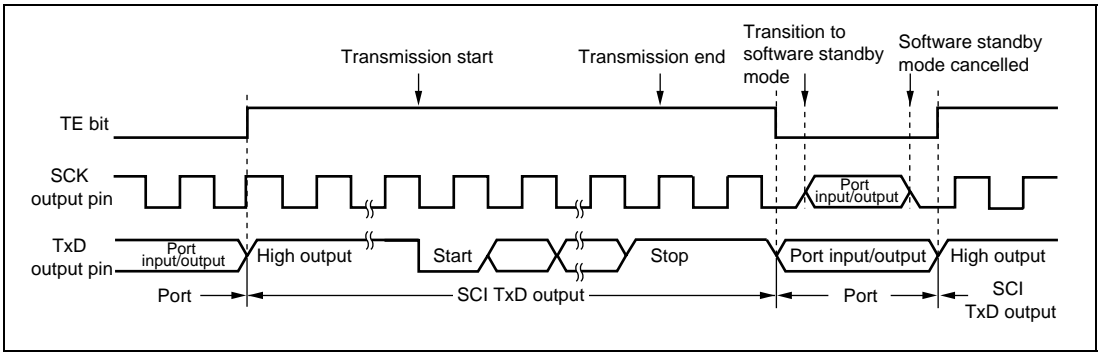 Transmission start
Transmission end
Transition to
software standby
mode
Software standby
mode cancelled
TE bit
SCK
output pin
Port
input/output
TxD
output pin
Port
input/output
High output
Start
Stop
Port input/output
High output
Port
SCI TxD output
Port
SCI
TxD output